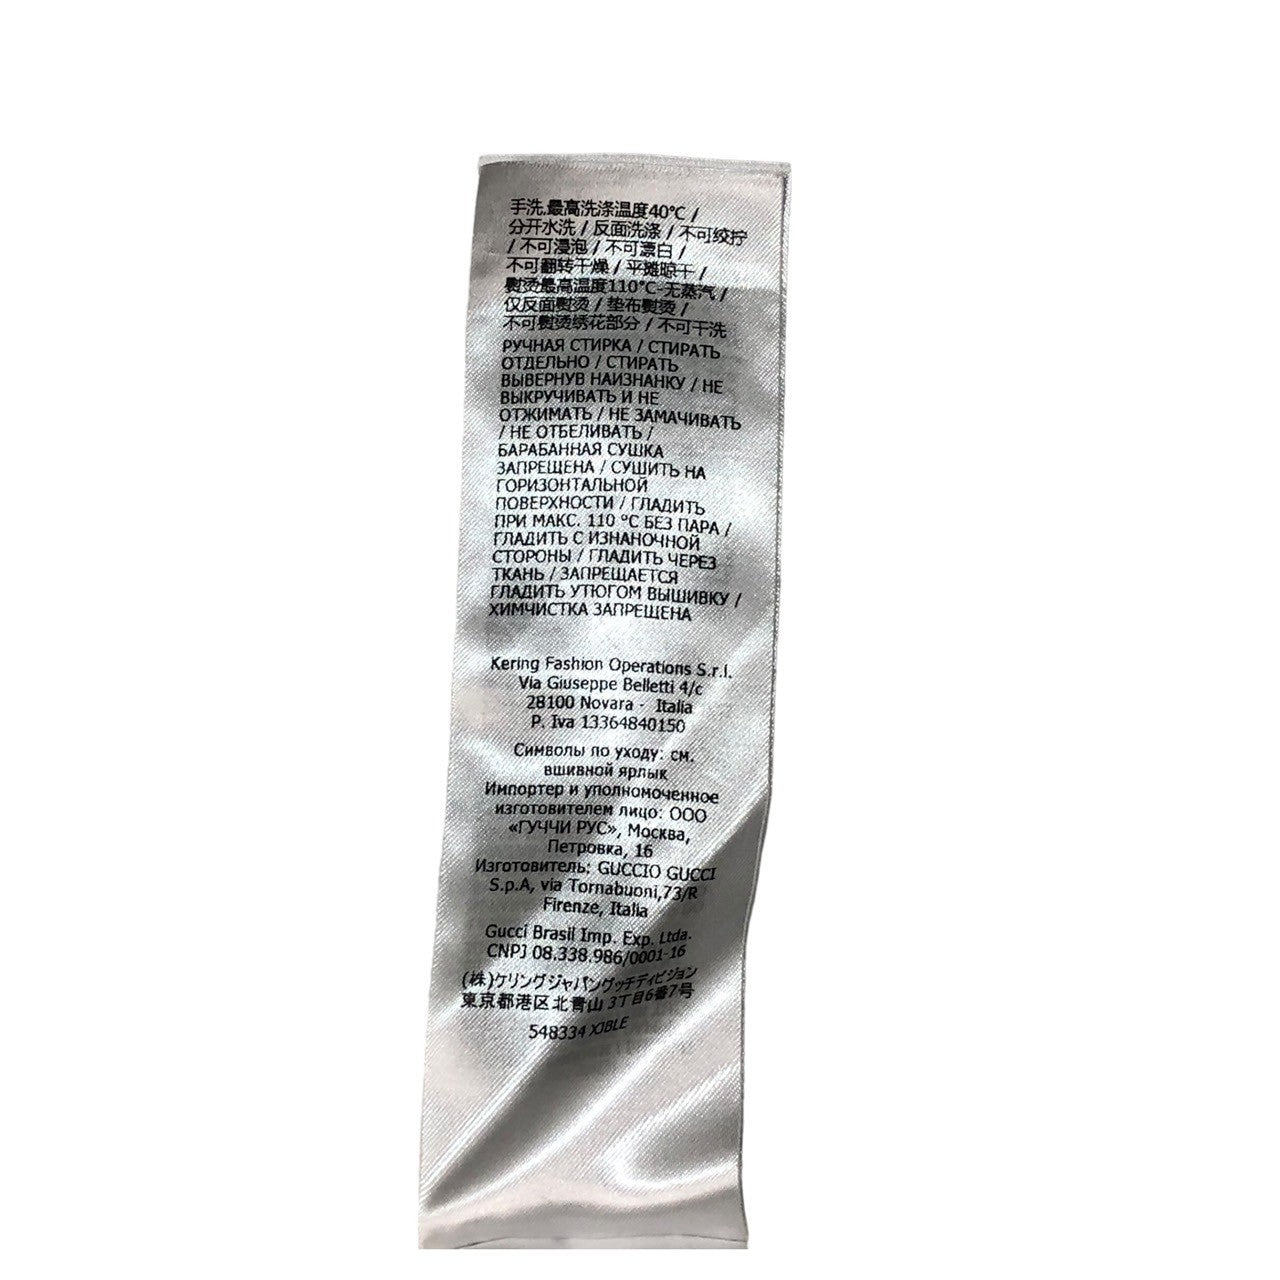 手洗,最高洗涤温度40°C /
分开水洗 / 反面洗涤 / 不可绞拧
/ 不可浸泡 / 不可漂白 /
不可翻转干燥 / 平摊晾干 /
熨烫最高温度110°C-无蒸汽 /
仅反面熨烫 / 垫布熨烫 /
不可熨烫绣花部分 / 不可干洗
РУЧНАЯ СТИРКА / СТИРАТЬ
ОТДЕЛЬНО / СТИРАТЬ
ВЫВЕРНУВ НАИЗНАНКУ / НЕ
ВЫКРУЧИВАТЬ И НЕ
ОТЖИМАТЬ / НЕ ЗАМАЧИВАТЬ
/ НЕ ОТБЕЛИВАТЬ /
БАРАБАННАЯ СУШКА
ЗАПРЕЩЕНА / СУШИТЬ НА
ГОРИЗОНТАЛЬНОЙ
ПОВЕРХНОСТИ / ГЛАДИТЬ
ПРИ МАКС. 110 °C БЕЗ ПАРА /
ГЛАДИТЬ С ИЗНАНОЧНОЙ
СТОРОНЫ / ГЛАДИТЬ ЧЕРЕЗ
ТКАНЬ / ЗАПРЕЩАЕТСЯ
ГЛАДИТЬ УТЮГОМ ВЫШИВКУ /
ХИМЧИСТКА ЗАПРЕЩЕНА
Kering Fashion Operations S.r.l.
Via Giuseppe Belletti 4/c
28100 Novara - Italia
P. Iva 13364840150
Символы по уходу: см.
вшивной ярлык
Импортер и уполномоченное
изготовителем лицо: ООО
«ГУЧЧИ РУС», Москва,
Петровка, 16
Изготовитель: GUCCIO GUCCI
S.p.A, via Tornabuoni,73/R
Firenze, Italia
Gucci Brasil Imp. Exp. Ltda.
CNPJ 08.338.986/0001-16
(株)ケリングジャパングッチディビジョン
東京都港区北青山 3丁目6番7号
548334 XJBLE